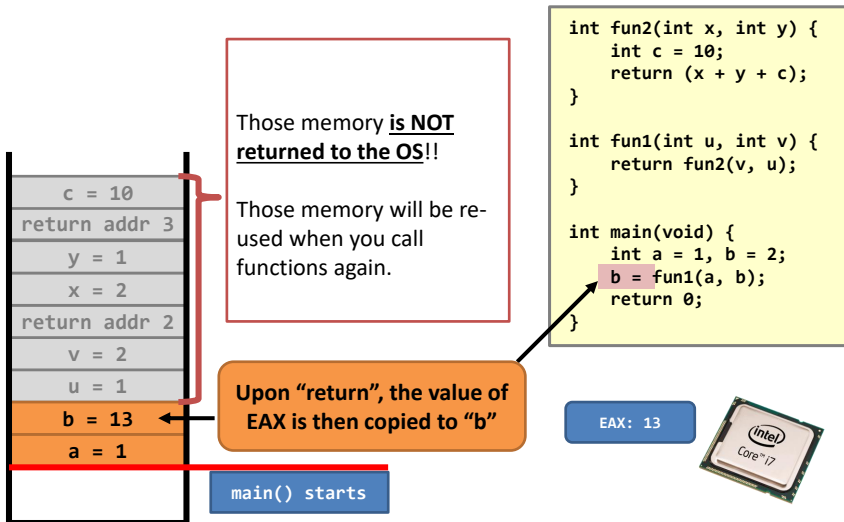 int fun2(int x, int y) {
int c = 10;
return (x + y + c);
}
int fun1(int u, int v) {
return fun2(v, u);
}
int main(void) {
int a = 1, b = 2;
b = fun1(a, b);
return 0;
}
Those memory is NOT
returned to the OS!!
Those memory will be re-
used when you call
functions again.
c = 10
return addr 3
y = 1
x = 2
return addr 2
v = 2
u = 1
b = 13
a = 1
Upon “return”, the value of
EAX is then copied to “b”
EAX: 13
intel
Core™ i7
main() starts